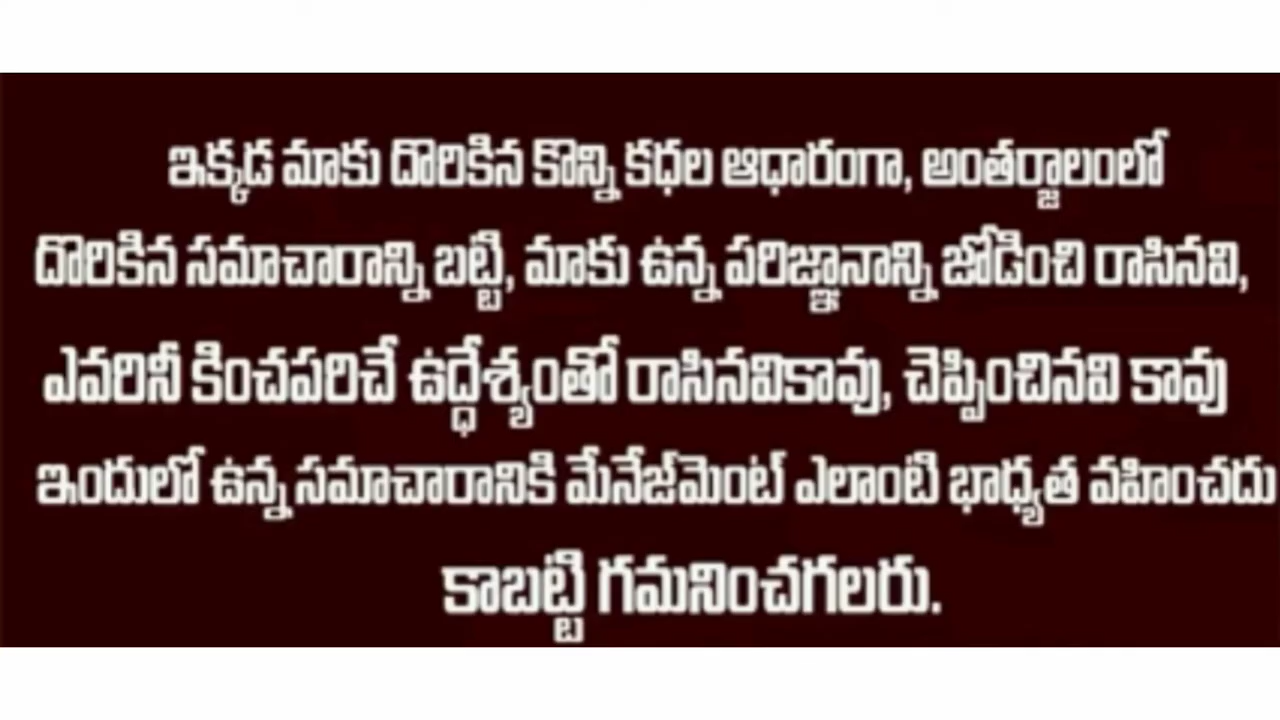 ఇక్కడ మాకు దొరికిన కొన్ని కధల ఆధారంగా, అంతర్జాలంలో
దొరికిన సమాచారాన్ని బట్టి, మాకు ఉన్న పరిజ్ఞానాన్ని జోడించి రాసినవి,
ఎవరినీ కించపరిచే ఉద్ధేశ్యంతో రాసినవికావు, చెప్పించినవి కావు
ఇందులో ఉన్న సమాచారానికి మేనేజ్‌మెంట్ ఎలాంటి భాధ్యత వహించదు
కాబట్టి గమనించగలరు.